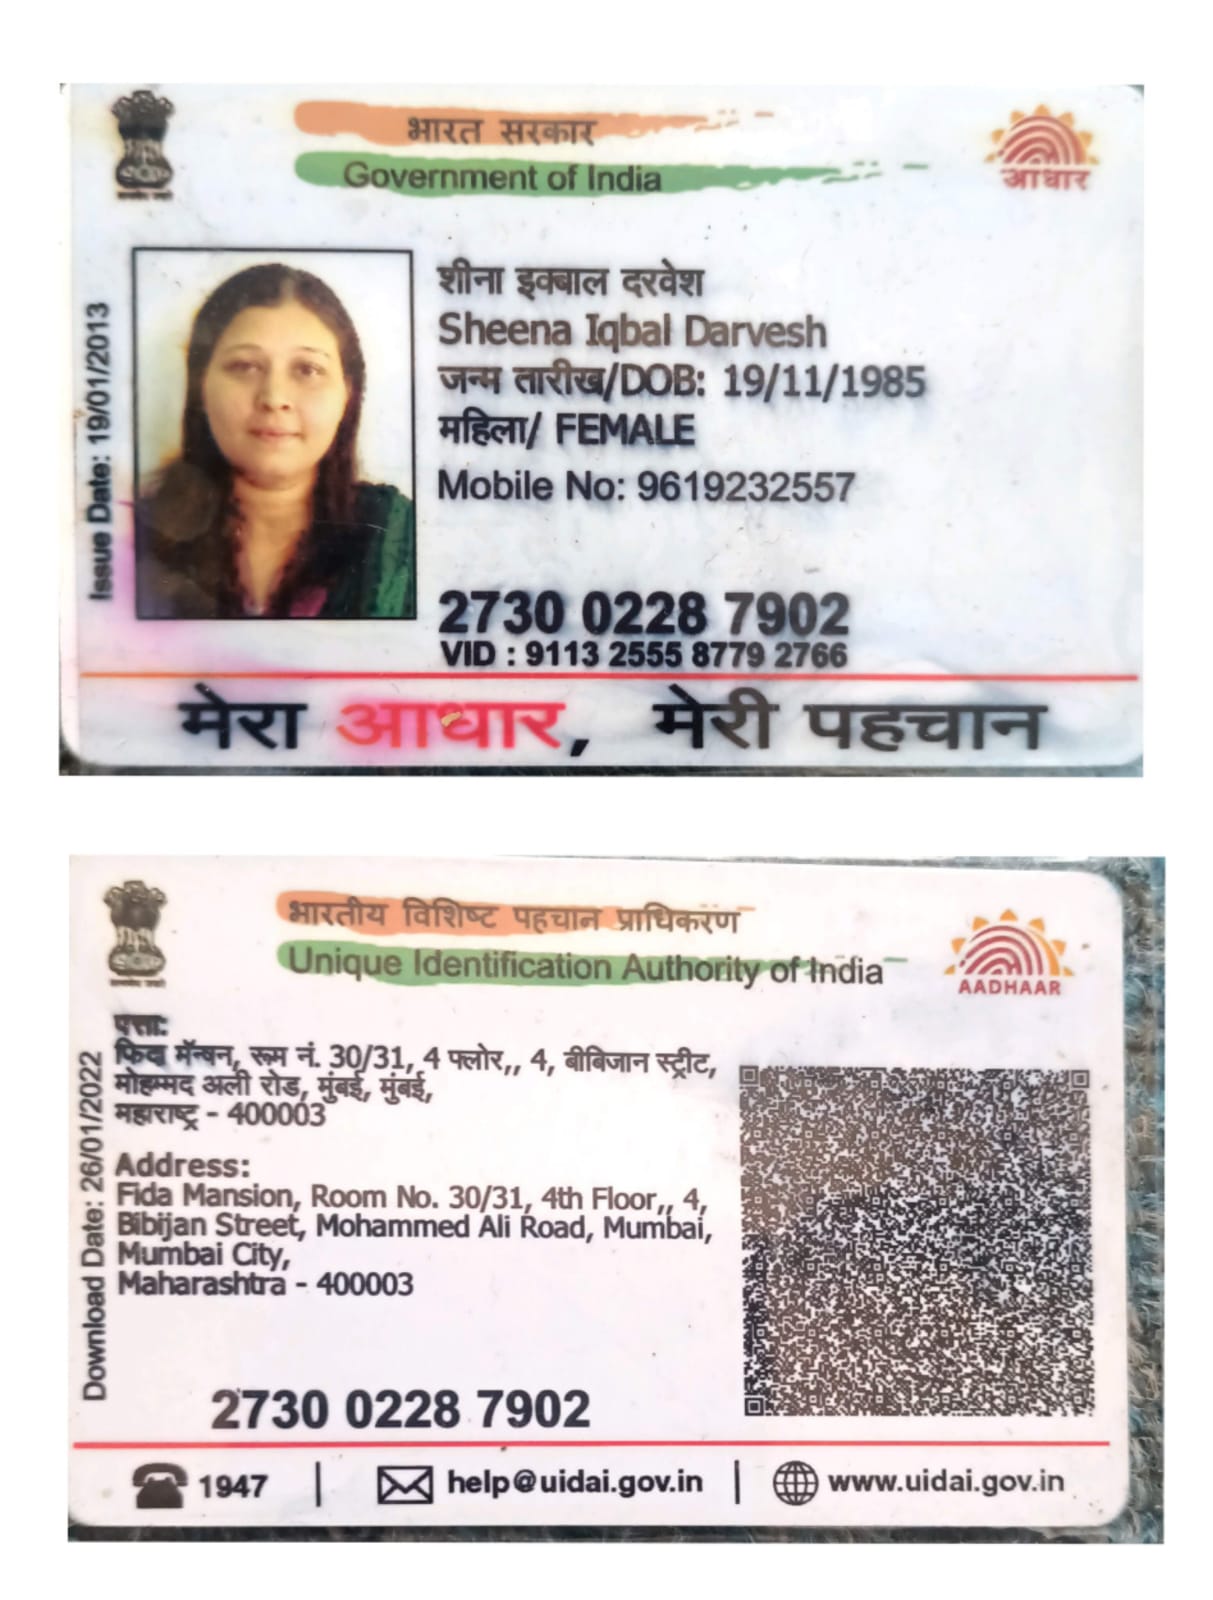 भारत सरकार
Government of India
आधार
Issue Date: 19/01/2013
शीना इक्बाल दरवेश
Sheena Iqbal Darvesh
जन्म तारीख/DOB: 19/11/1985
महिला/ FEMALE
Mobile No: 9619232557
2730 0228 7902
VID : 9113 2555 8779 2766
मेरा आधार, मेरी पहचान
भारतीय विशिष्ट पहचान प्राधिकरण
Unique Identification Authority of India
AADHAAR
Download Date: 26/01/2022
पत्ता:
फिदा मॅन्शन, रूम नं. 30/31, 4 फ्लोर,, 4, बीबिजान स्ट्रीट,
मोहम्मद अली रोड, मुंबई, मुंबई,
महाराष्ट्र - 400003
Address:
Fida Mansion, Room No. 30/31, 4th Floor,, 4,
Bibijan Street, Mohammed Ali Road, Mumbai,
Mumbai City,
Maharashtra - 400003
2730 0228 7902
1947 | help@uidai.gov.in | www.uidai.gov.in